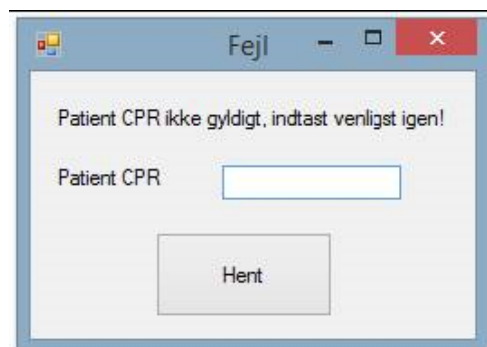 Fejl
Patient CPR ikke gyldigt, indtast venligst igen!
Patient CPR
Hent